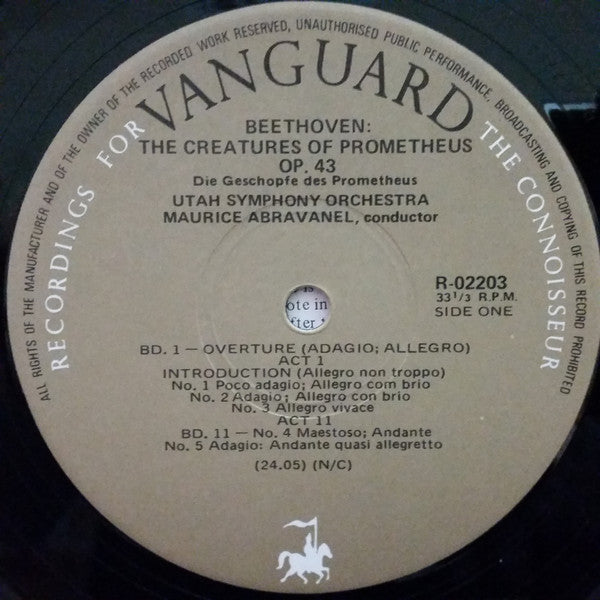 ALL RIGHTS OF THE MANUFACTURER AND OF THE OWNER OF THE RECORDED WORK RESERVED, UNAUTHORISED PUBLIC PERFORMANCE, BROADCASTING AND COPYING OF THIS RECORD PROHIBITED
VANGUARD
RECORDINGS FOR THE CONNOISSEUR
BEETHOVEN:
THE CREATURES OF PROMETHEUS
OP. 43
Die Geschopfe des Prometheus
UTAH SYMPHONY ORCHESTRA
MAURICE ABRAVANEL, conductor
R-02203
33 1/3 R.P.M.
SIDE ONE
ote in
fter
BD. 1 – OVERTURE (ADAGIO; ALLEGRO)
ACT 1
INTRODUCTION (Allegro non troppo)
No. 1 Poco adagio; Allegro com brio
No. 2 Adagio; Allegro con brio
No. 3 Allegro vivace
ACT 11
BD. 11 – No. 4 Maestoso; Andante
No. 5 Adagio: Andante quasi allegretto
(24.05) (N/C)